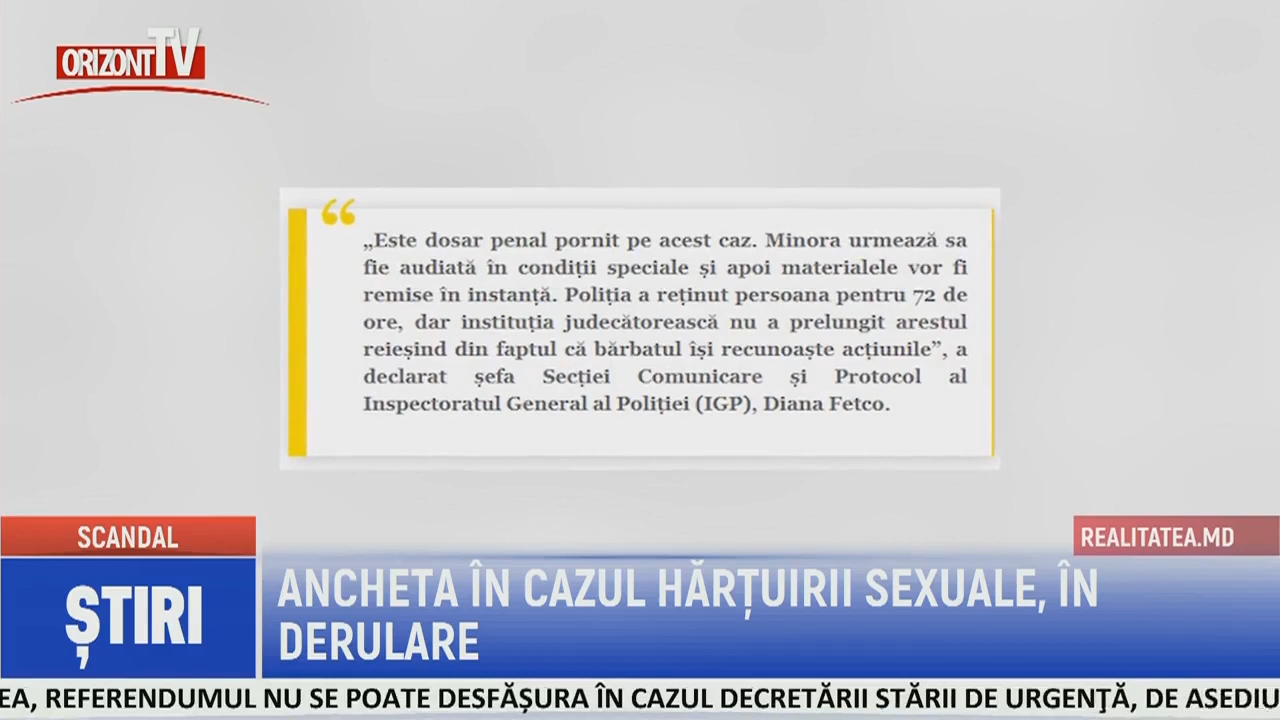 ORIZONT TV
„Este dosar penal pornit pe acest caz. Minora urmează sa
fie audiată în condiții speciale și apoi materialele vor fi
remise în instanță. Poliția a reținut persoana pentru 72 de
ore, dar instituția judecătorească nu a prelungit arestul
reieșind din faptul că bărbatul își recunoaște acțiunile”, a
declarat șefa Secției Comunicare și Protocol al
Inspectoratul General al Poliției (IGP), Diana Fetco.
SCANDAL
REALITATEA.MD
ȘTIRI
ANCHETA ÎN CAZUL HĂRȚUIRII SEXUALE, ÎN
DERULARE
EA, REFERENDUMUL NU SE POATE DESFĂȘURA ÎN CAZUL DECRETĂRII STĂRII DE URGENŢĂ, DE ASEDIU